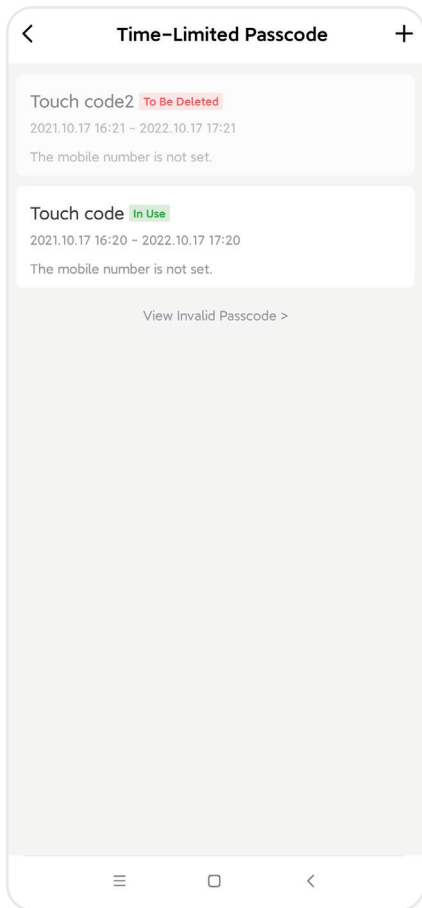 Time-Limited Passcode
Touch code2 To Be Deleted
2021.10.17 16:21 - 2022.10.17 17:21
The mobile number is not set.
Touch code In Use
2021.10.17 16:20 - 2022.10.17 17:20
The mobile number is not set.
View Invalid Passcode >